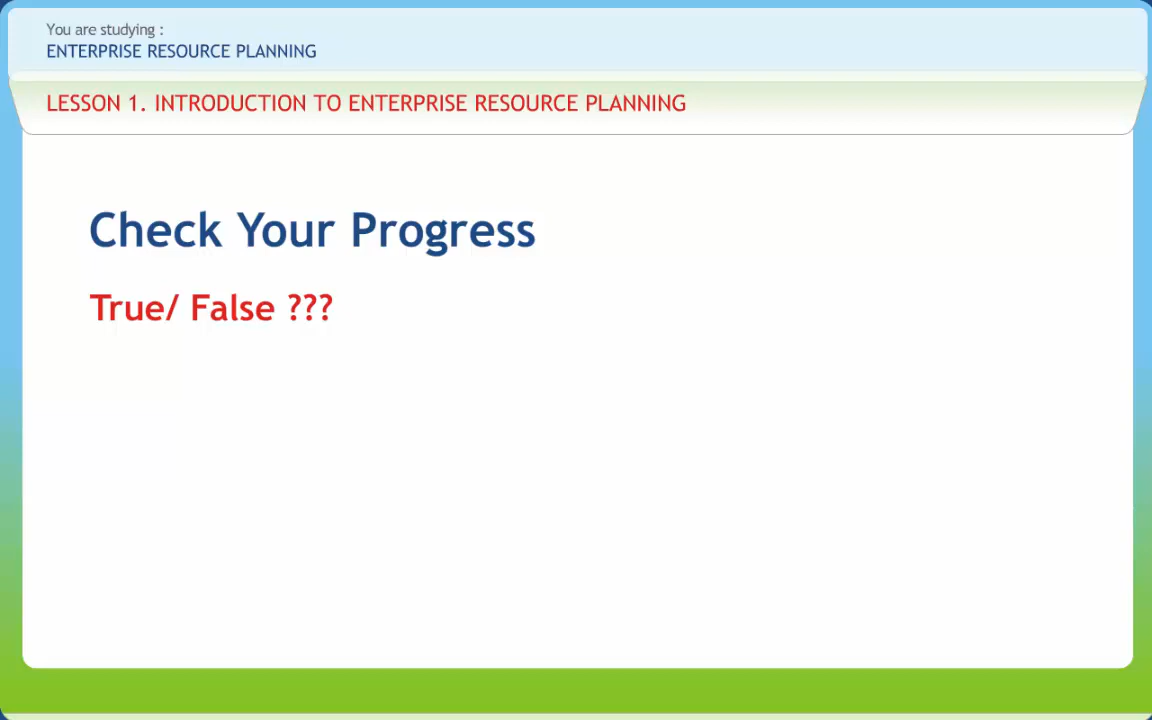 You are studying :
ENTERPRISE RESOURCE PLANNING
LESSON 1. INTRODUCTION TO ENTERPRISE RESOURCE PLANNING
Check Your Progress
True/ False ???